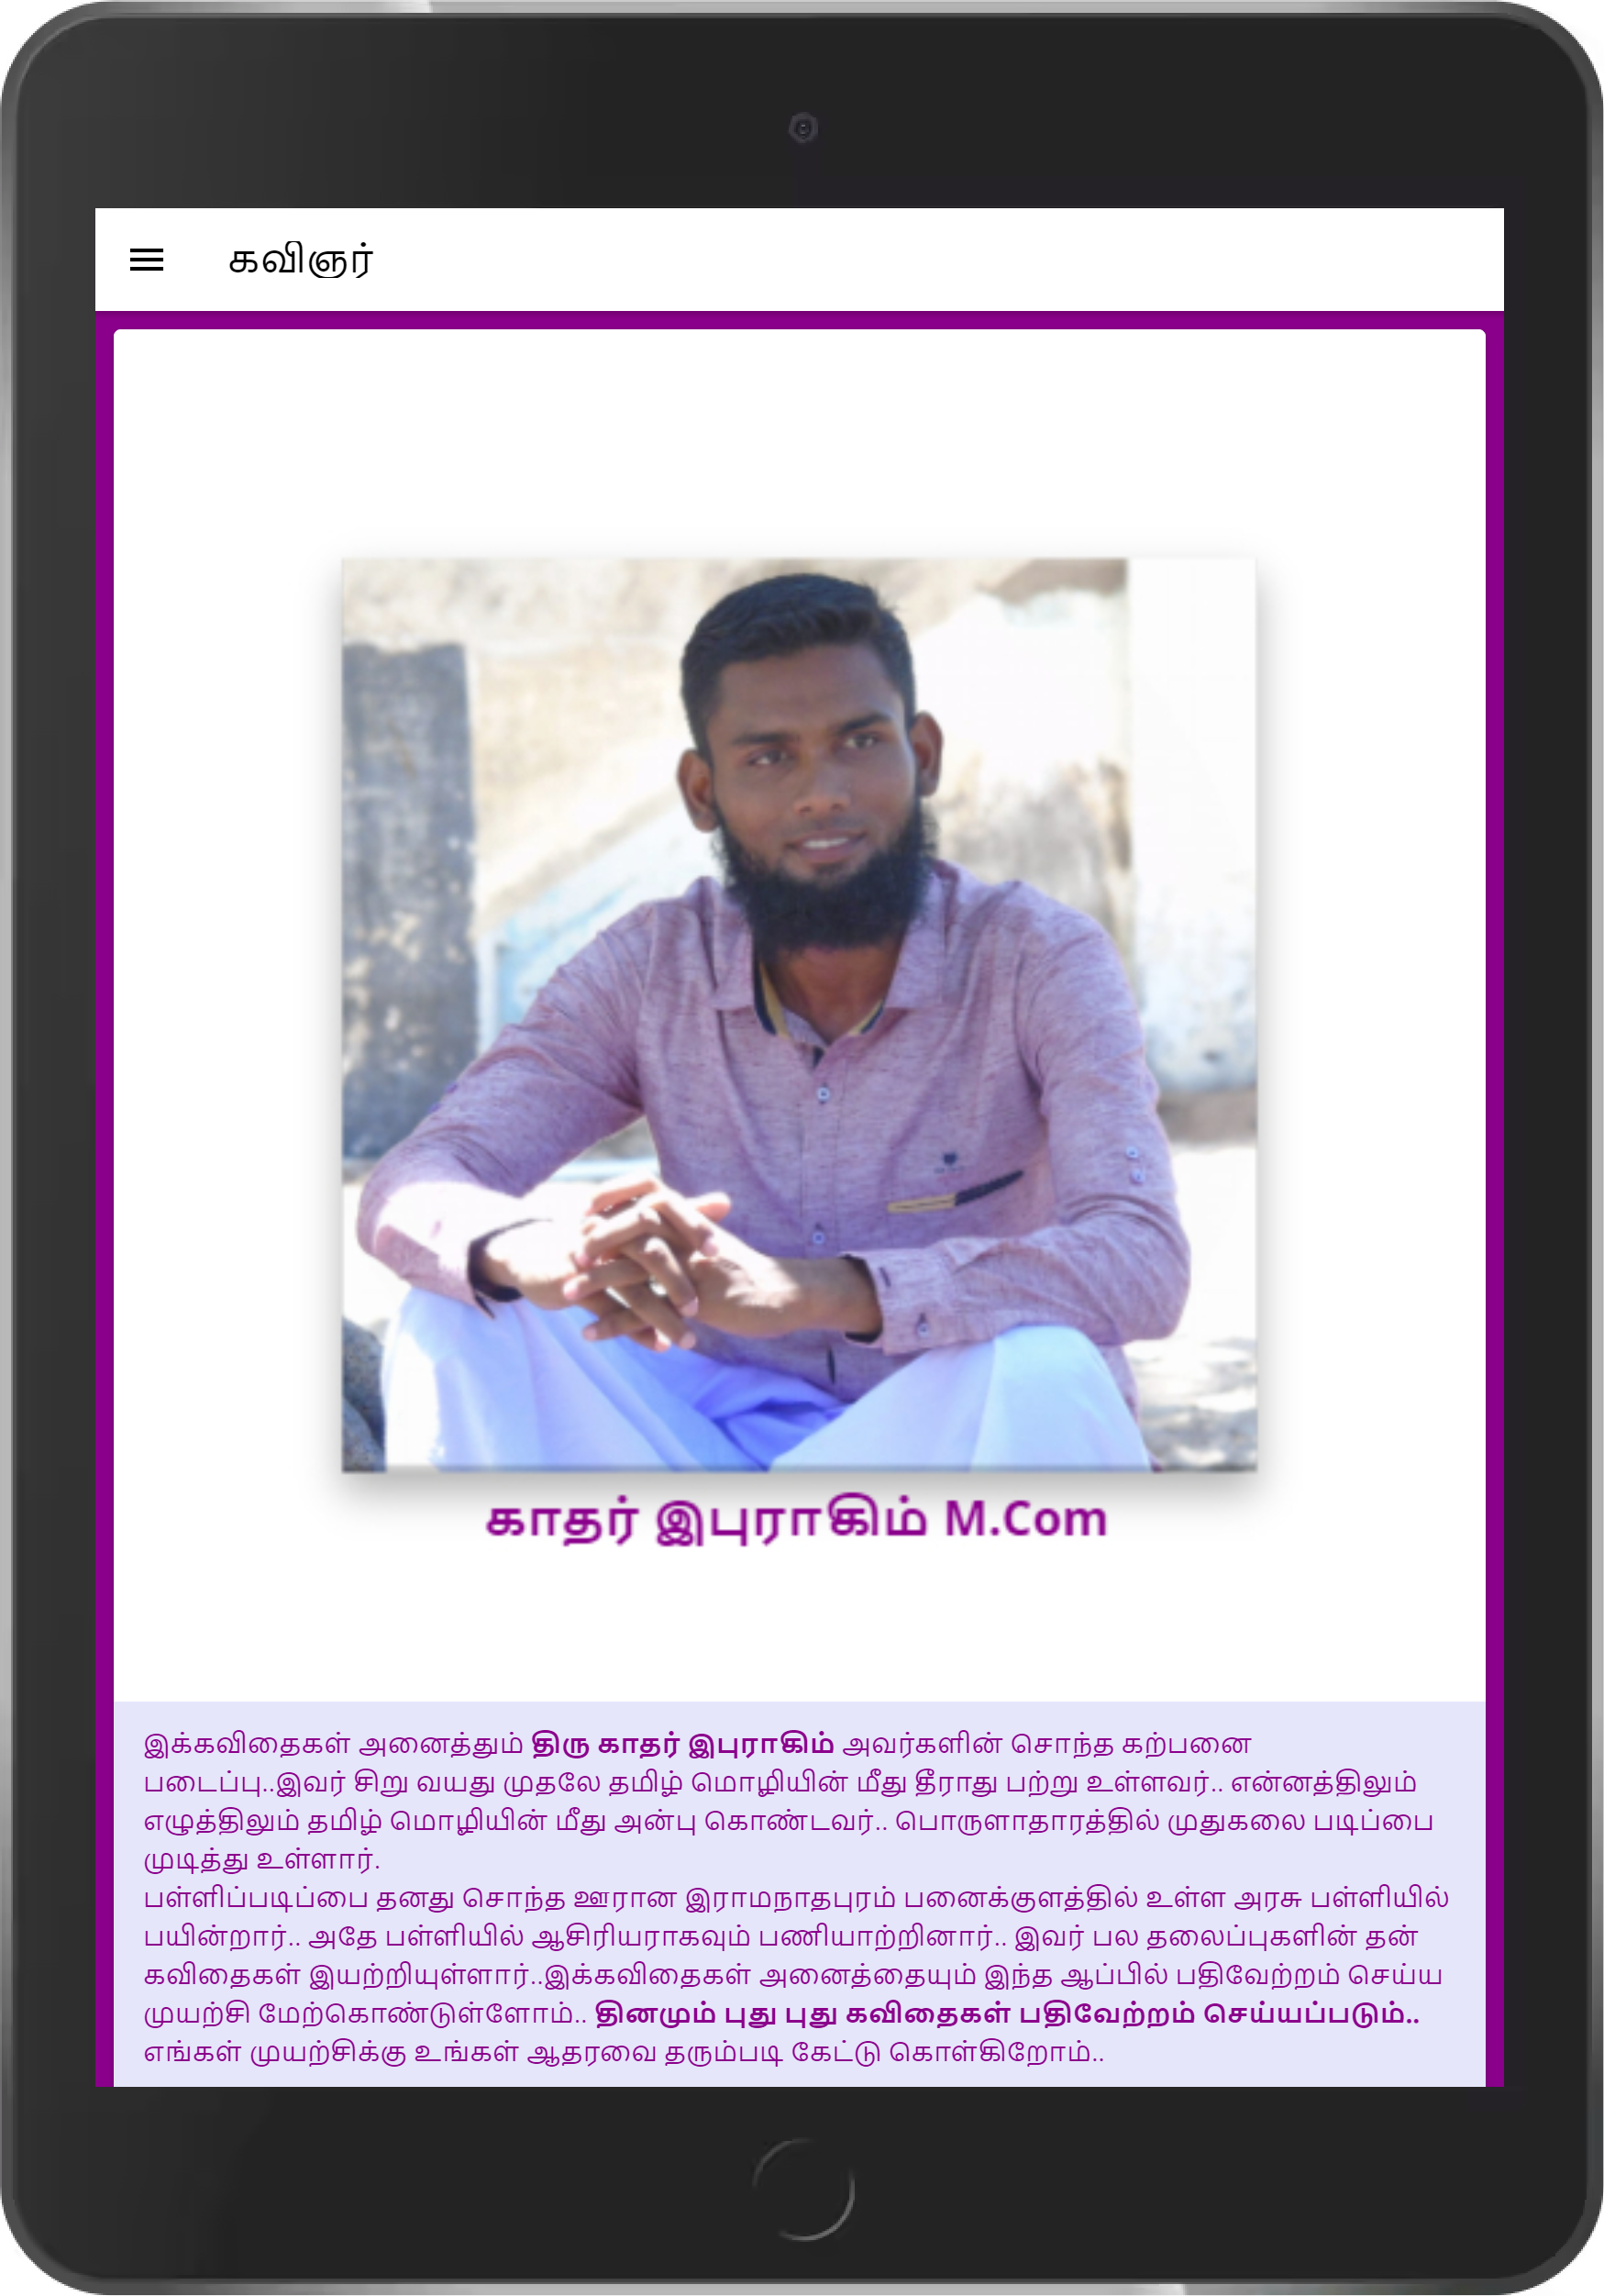 கவிஞர்
காதர் இபுராகிம் M.Com
இக்கவிதைகள் அனைத்தும் திரு காதர் இபுராகிம் அவர்களின் சொந்த கற்பனை
படைப்பு..இவர் சிறு வயது முதலே தமிழ் மொழியின் மீது தீராது பற்று உள்ளவர்.. என்னத்திலும்
எழுத்திலும் தமிழ் மொழியின் மீது அன்பு கொண்டவர்.. பொருளாதாரத்தில் முதுகலை படிப்பை
முடித்து உள்ளார்.
பள்ளிப்படிப்பை தனது சொந்த ஊரான இராமநாதபுரம் பனைக்குளத்தில் உள்ள அரசு பள்ளியில்
பயின்றார்.. அதே பள்ளியில் ஆசிரியராகவும் பணியாற்றினார்.. இவர் பல தலைப்புகளின் தன்
கவிதைகள் இயற்றியுள்ளார்..இக்கவிதைகள் அனைத்தையும் இந்த ஆப்பில் பதிவேற்றம் செய்ய
முயற்சி மேற்கொண்டுள்ளோம்.. தினமும் புது புது கவிதைகள் பதிவேற்றம் செய்யப்படும்..
எங்கள் முயற்சிக்கு உங்கள் ஆதரவை தரும்படி கேட்டு கொள்கிறோம்..